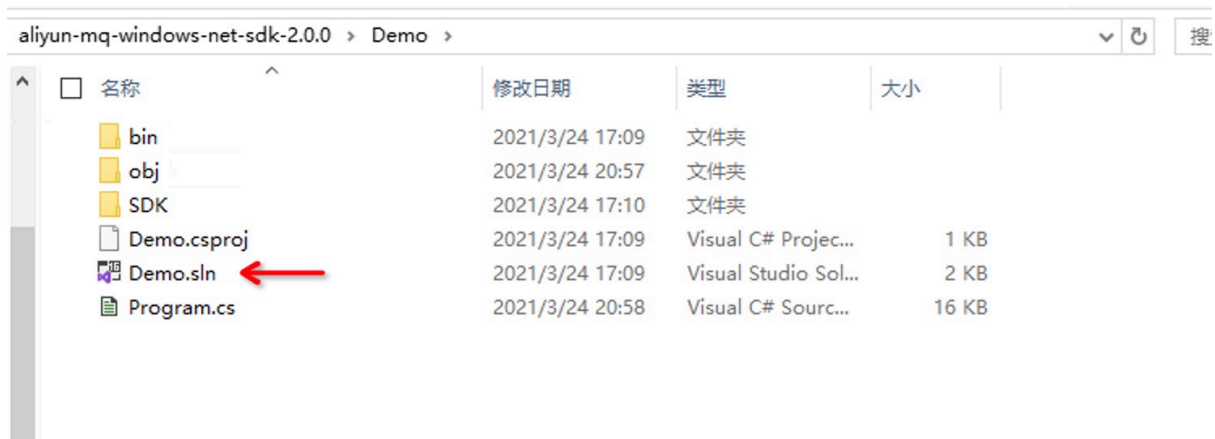 aliyun-mq-windows-net-sdk-2.0.0 › Demo ›
名称 修改日期 类型 大小
bin 2021/3/24 17:09 文件夹
obj 2021/3/24 20:57 文件夹
SDK 2021/3/24 17:10 文件夹
Demo.csproj 2021/3/24 17:09 Visual C# Projec... 1 KB
Demo.sln 2021/3/24 17:09 Visual Studio Sol... 2 KB
Program.cs 2021/3/24 20:58 Visual C# Sourc... 16 KB